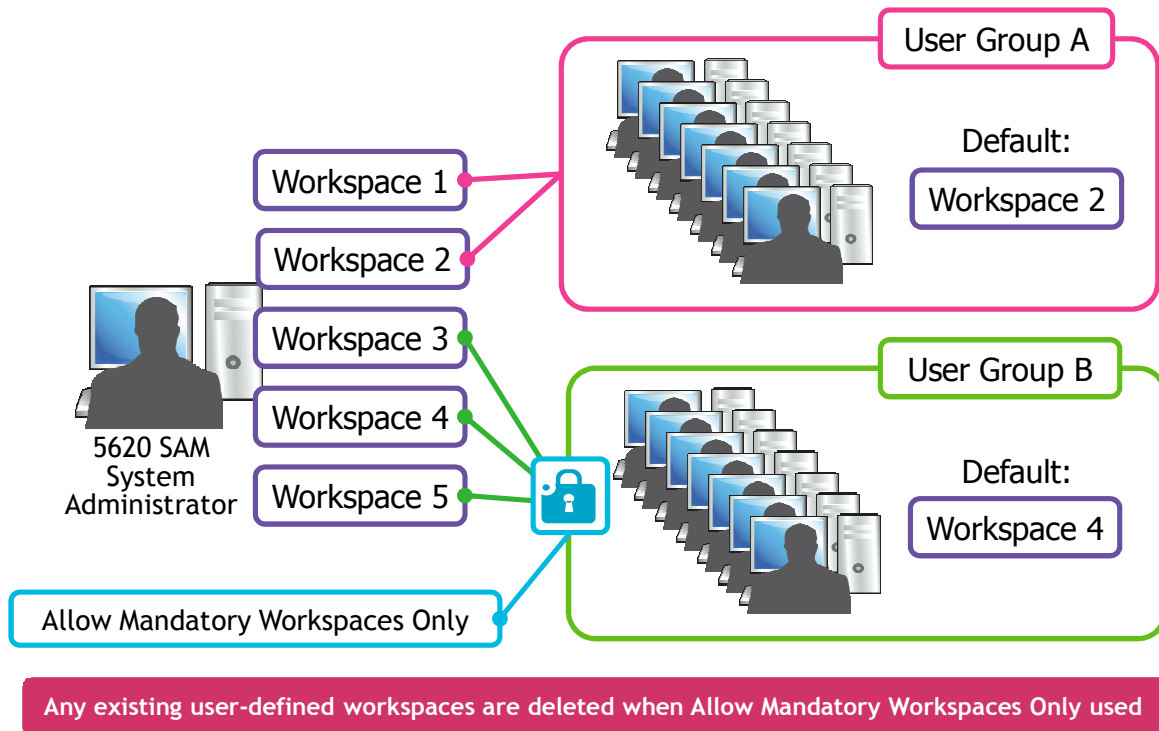 User Group A
Default:
Workspace 2
Workspace 1
Workspace 2
Workspace 3
Workspace 4
Workspace 5
5620 SAM
System
Administrator
User Group B
Default:
Workspace 4
Allow Mandatory Workspaces Only
Any existing user-defined workspaces are deleted when Allow Mandatory Workspaces Only used